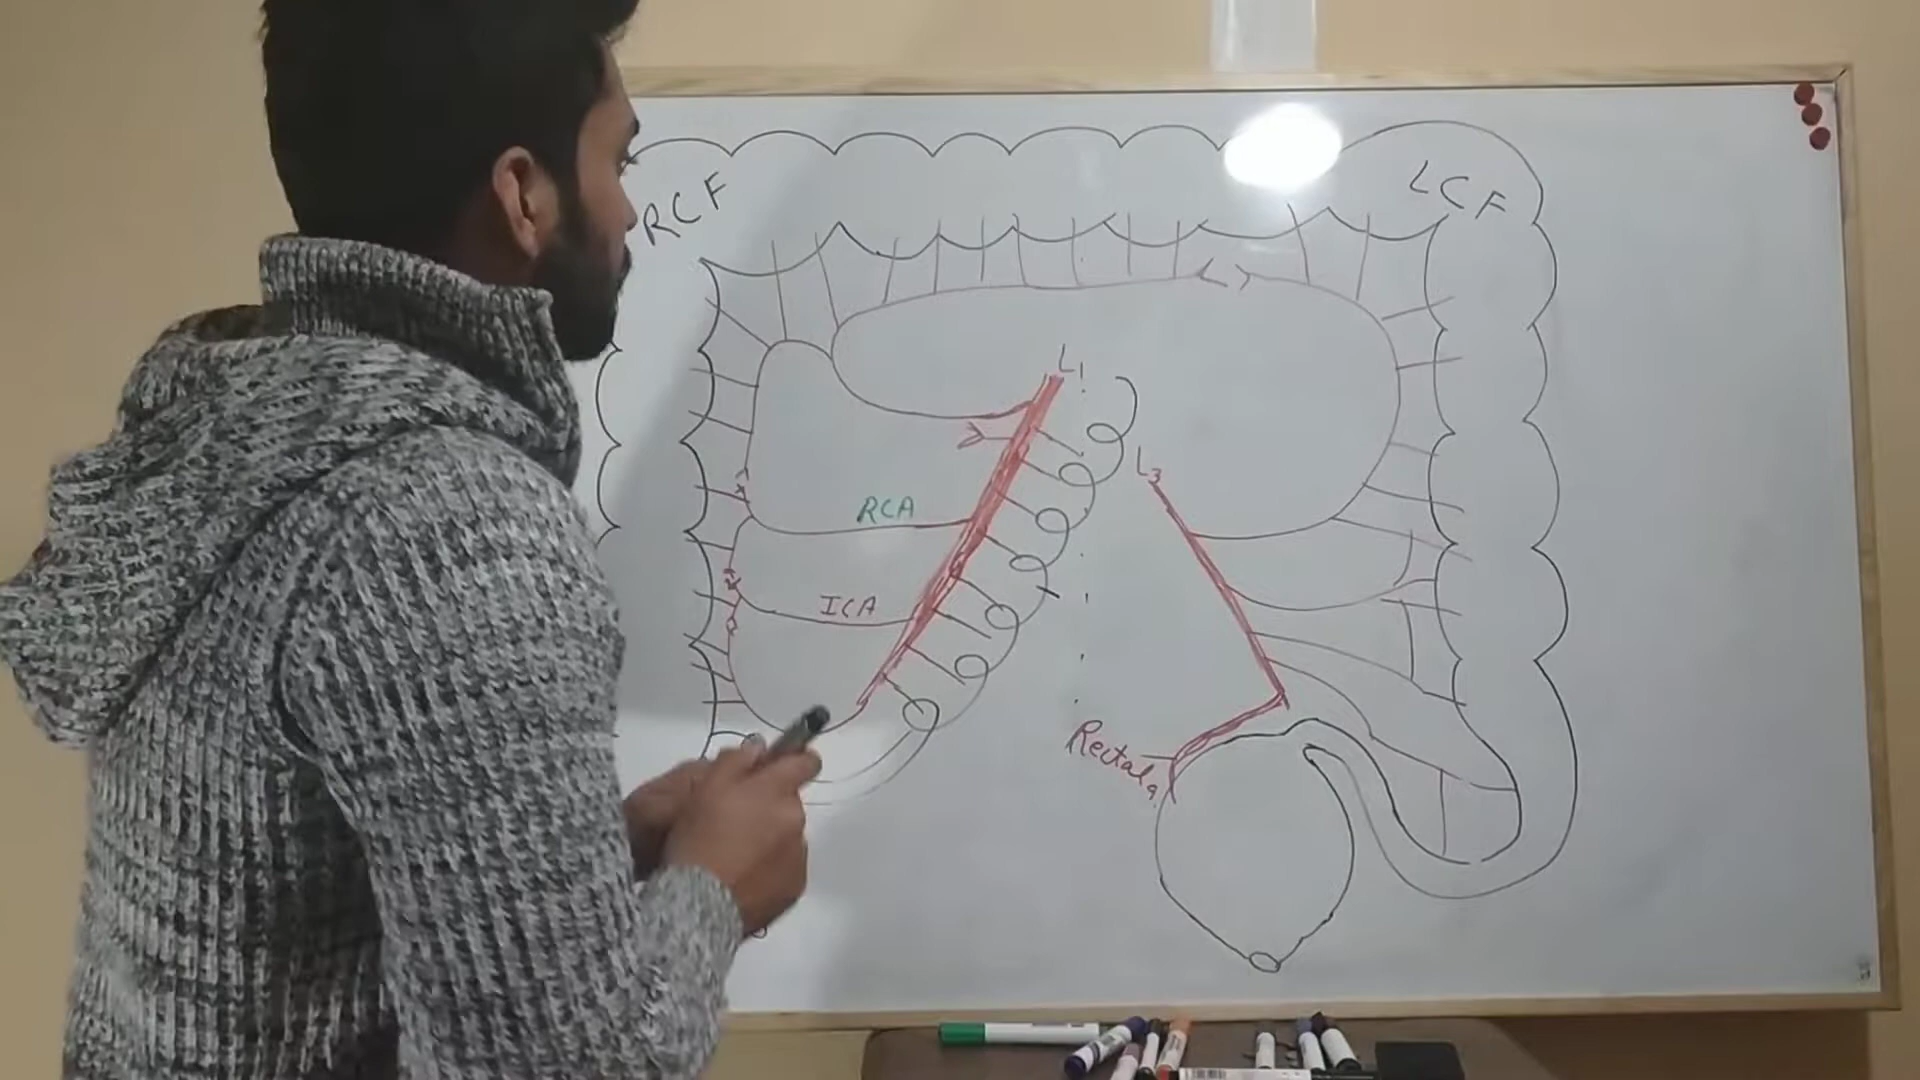 RCF
LCF
L1
L3
RCA
ICA
Rectal a